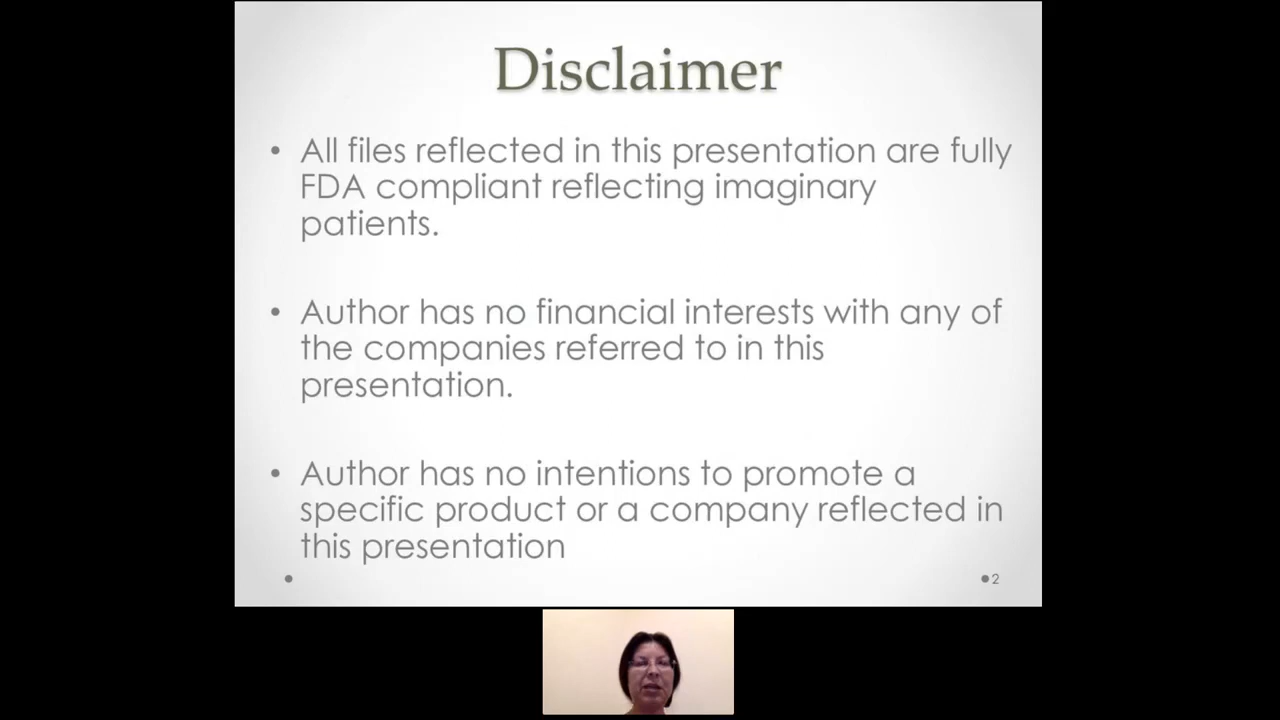 Disclaimer
• All files reflected in this presentation are fully
FDA compliant reflecting imaginary
patients.
• Author has no financial interests with any of
the companies referred to in this
presentation.
• Author has no intentions to promote a
specific product or a company reflected in
this presentation
2